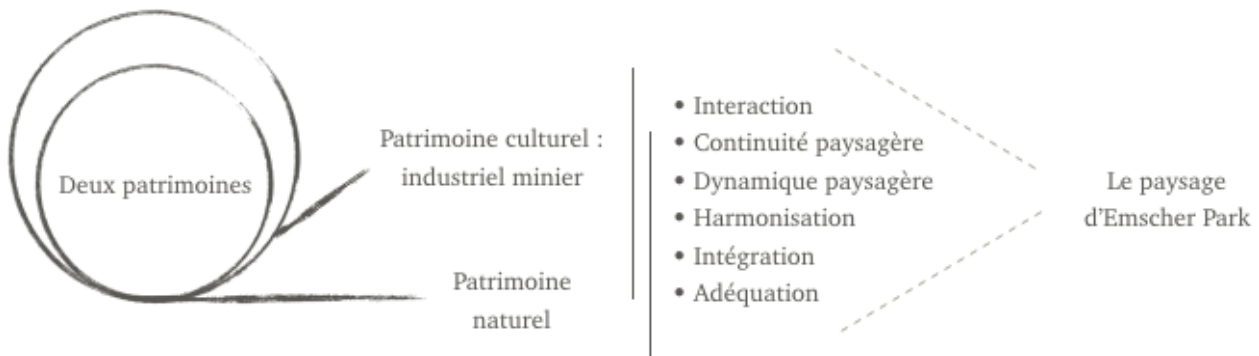 Deux patrimoines
Patrimoine culturel :
industriel minier
Patrimoine
naturel
• Interaction
• Continuité paysagère
• Dynamique paysagère
• Harmonisation
• Intégration
• Adéquation
Le paysage
d'Emscher Park